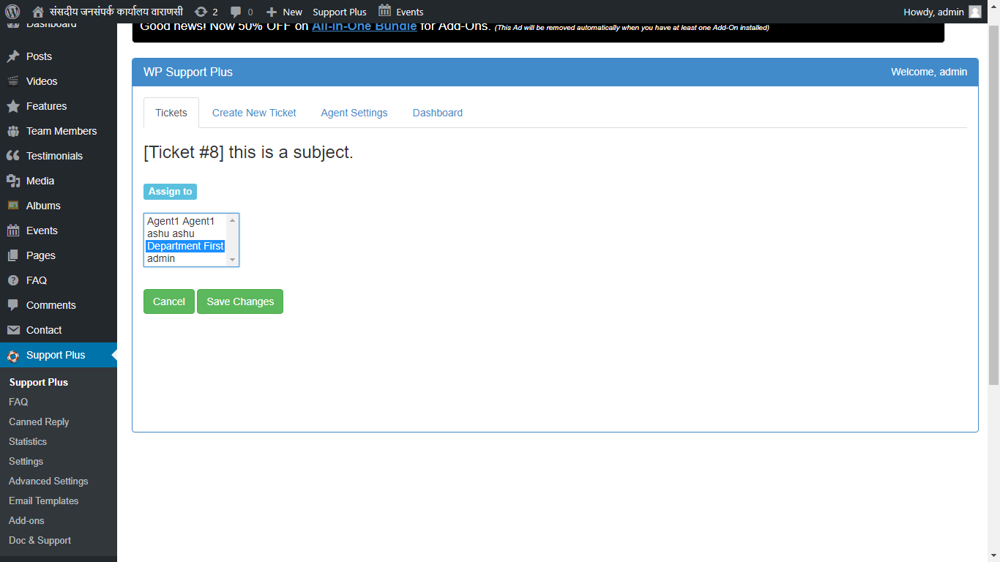 संसदीय जनसंपर्क कार्यालय वाराणसी 2 0 New Support Plus Events Howdy, admin
Dashboard
Posts
Videos
Features
Team Members
Testimonials
Media
Albums
Events
Pages
FAQ
Comments
Contact
Support Plus
Support Plus
FAQ
Canned Reply
Statistics
Settings
Advanced Settings
Email Templates
Add-ons
Doc & Support
Good news! Now 50% OFF on All-In-One Bundle for Add-Ons. (This Ad will be removed automatically when you have at least one Add-On installed)
WP Support Plus Welcome, admin
Tickets Create New Ticket Agent Settings Dashboard
[Ticket #8] this is a subject.
Assign to
Agent1 Agent1
ashu ashu
Department First
admin
Cancel Save Changes